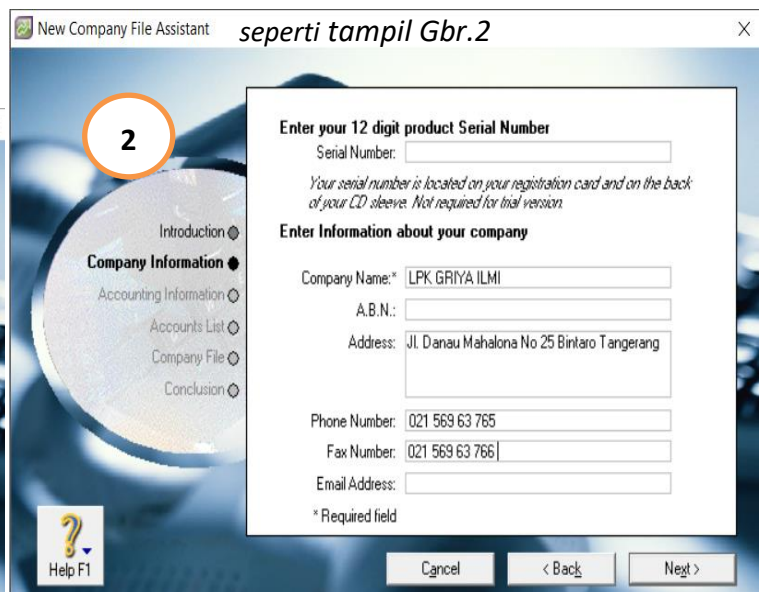 New Company File Assistant
seperti tampil Gbr.2
X
2
Enter your 12 digit product Serial Number
Serial Number:
Your serial number is located on your registration card and on the back
of your CD sleeve. Not required for trial version.
Introduction
Enter Information about your company
Company Information
Company Name:* LPK GRIYA ILMI
Accounting Information
A.B.N.:
Accounts List
Address: Jl. Danau Mahalona No 25 Bintaro Tangerang
Company File
Conclusion
Phone Number: 021 569 63 765
Fax Number: 021 569 63 766
Email Address:
* Required field
Help F1
Cancel
< Back
Next >